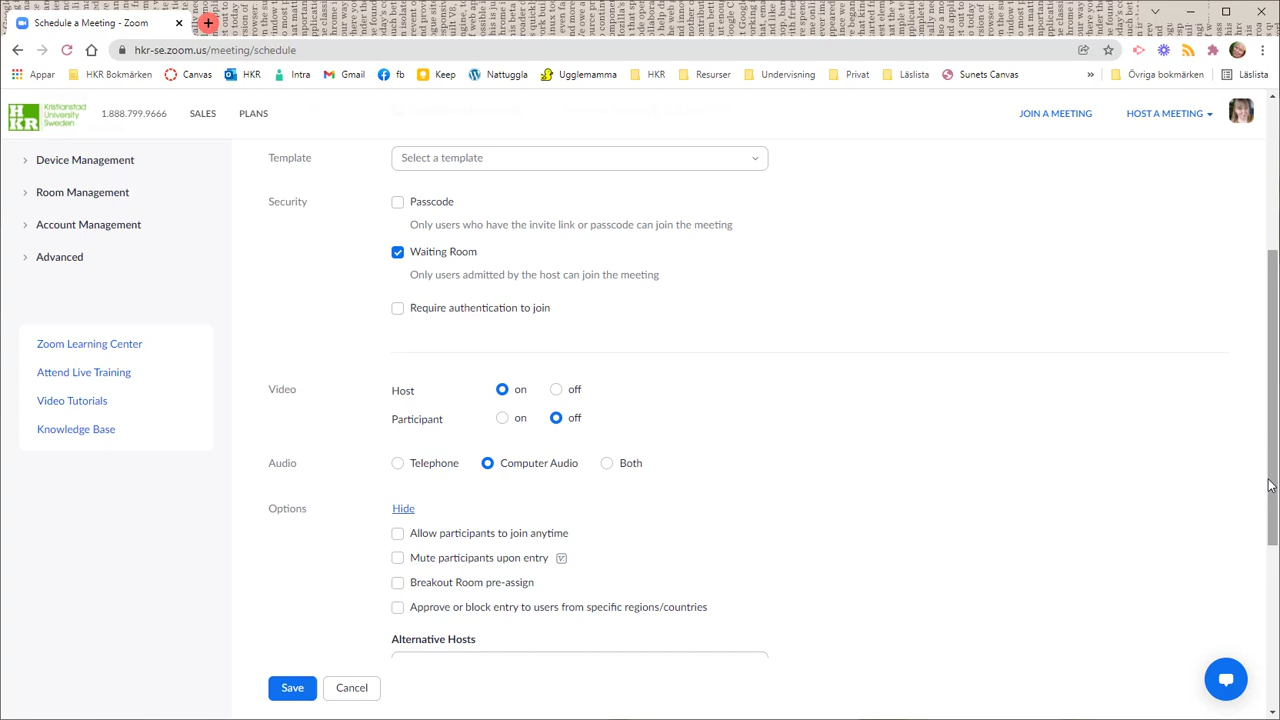 Schedule a Meeting - Zoom
hkr-se.zoom.us/meeting/schedule
Appar
HKR Bokmärken
Canvas
HKR
Intra
Gmail
fb
Keep
Nattuggla
Ugglemamma
HKR
Resurser
Undervisning
Privat
Läslista
Sunets Canvas
»
Övriga bokmärken
Läslista
HKR
Kristianstad
University
Sweden
1.888.799.9666
SALES
PLANS
JOIN A MEETING
HOST A MEETING
Device Management
Room Management
Account Management
Advanced
Zoom Learning Center
Attend Live Training
Video Tutorials
Knowledge Base
Template
Select a template
Security
Passcode
Only users who have the invite link or passcode can join the meeting
Waiting Room
Only users admitted by the host can join the meeting
Require authentication to join
Video
Host
on
off
Participant
on
off
Audio
Telephone
Computer Audio
Both
Options
Hide
Allow participants to join anytime
Mute participants upon entry
Breakout Room pre-assign
Approve or block entry to users from specific regions/countries
Alternative Hosts
Save
Cancel